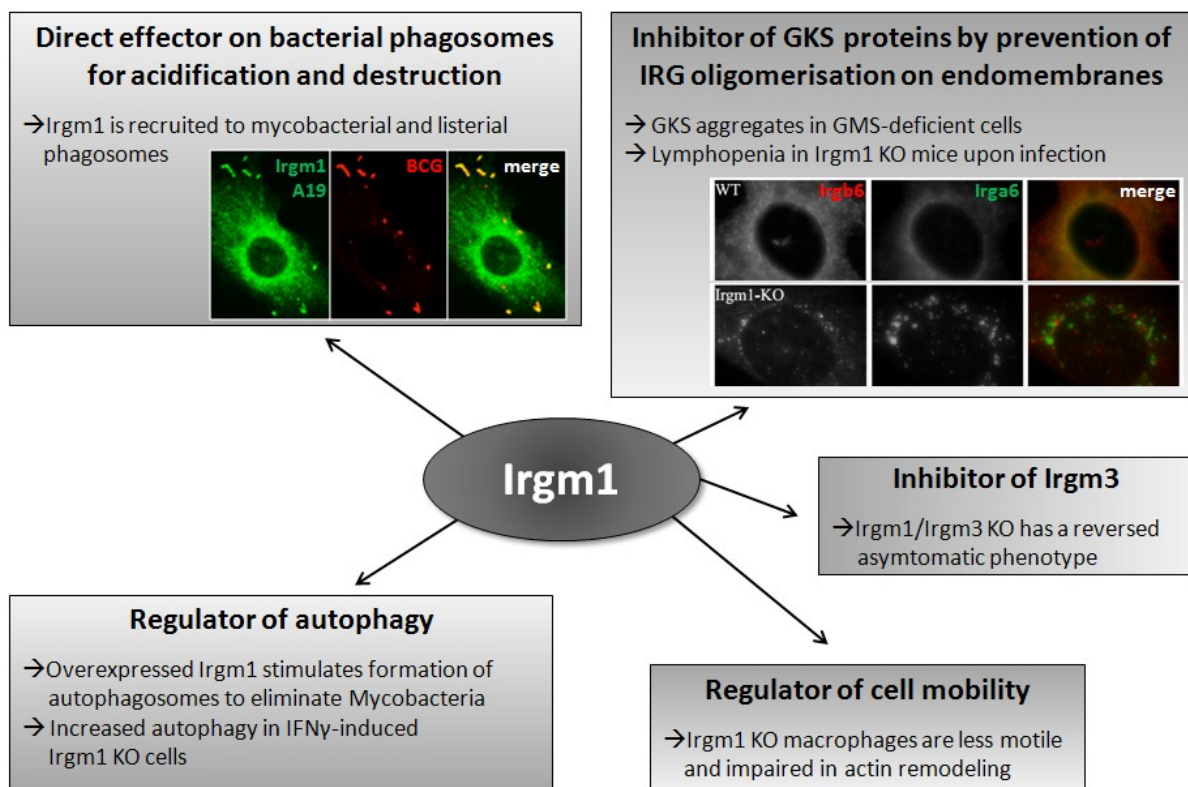 Direct effector on bacterial phagosomes
for acidification and destruction
→Irgm1 is recruited to mycobacterial and listerial
phagosomes
Irgm1
A19
BCG
merge
Inhibitor of GKS proteins by prevention of
IRG oligomerisation on endomembranes
→ GKS aggregates in GMS-deficient cells
→ Lymphopenia in Irgm1 KO mice upon infection
WT
Irgb6
Irga6
merge
Irgm1-KO
Irgm1
Inhibitor of Irgm3
→Irgm1/Irgm3 KO has a reversed
asymtomatic phenotype
Regulator of autophagy
→Overexpressed Irgm1 stimulates formation of
autophagosomes to eliminate Mycobacteria
→ Increased autophagy in IFNγ-induced
Irgm1 KO cells
Regulator of cell mobility
→Irgm1 KO macrophages are less motile
and impaired in actin remodeling